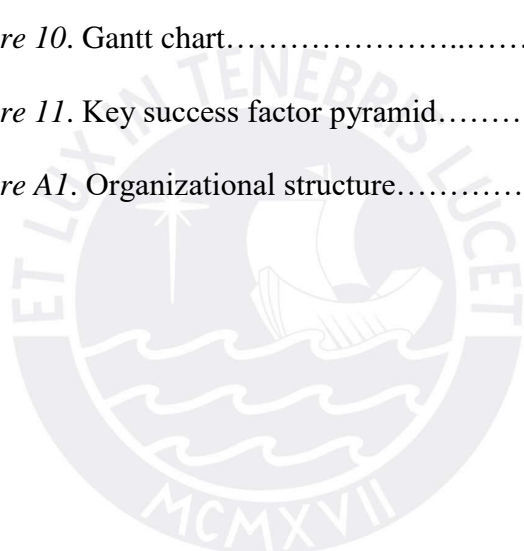 re 10. Gantt chart…………………..……
re 11. Key success factor pyramid………
re A1. Organizational structure…………
ET LUX IN TENEBRIS LUCET
MCMXVII